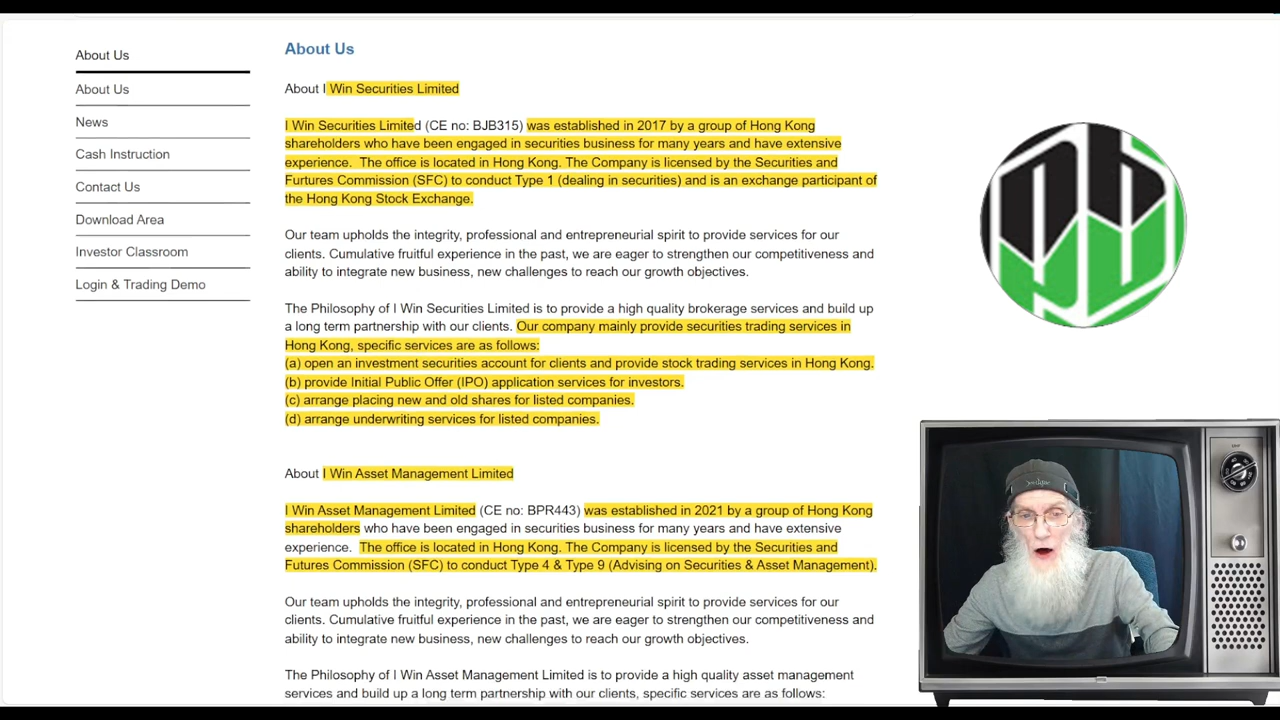 About Us
About Us
News
Cash Instruction
Contact Us
Download Area
Investor Classroom
Login & Trading Demo
About Us
About I Win Securities Limited
I Win Securities Limited (CE no: BJB315) was established in 2017 by a group of Hong Kong
shareholders who have been engaged in securities business for many years and have extensive
experience. The office is located in Hong Kong. The Company is licensed by the Securities and
Furtures Commission (SFC) to conduct Type 1 (dealing in securities) and is an exchange participant of
the Hong Kong Stock Exchange.
Our team upholds the integrity, professional and entrepreneurial spirit to provide services for our
clients. Cumulative fruitful experience in the past, we are eager to strengthen our competitiveness and
ability to integrate new business, new challenges to reach our growth objectives.
The Philosophy of I Win Securities Limited is to provide a high quality brokerage services and build up
a long term partnership with our clients. Our company mainly provide securities trading services in
Hong Kong, specific services are as follows:
(a) open an investment securities account for clients and provide stock trading services in Hong Kong.
(b) provide Initial Public Offer (IPO) application services for investors.
(c) arrange placing new and old shares for listed companies.
(d) arrange underwriting services for listed companies.
About I Win Asset Management Limited
I Win Asset Management Limited (CE no: BPR443) was established in 2021 by a group of Hong Kong
shareholders who have been engaged in securities business for many years and have extensive
experience. The office is located in Hong Kong. The Company is licensed by the Securities and
Futures Commission (SFC) to conduct Type 4 & Type 9 (Advising on Securities & Asset Management).
Our team upholds the integrity, professional and entrepreneurial spirit to provide services for our
clients. Cumulative fruitful experience in the past, we are eager to strengthen our competitiveness and
ability to integrate new business, new challenges to reach our growth objectives.
The Philosophy of I Win Asset Management Limited is to provide a high quality asset management
services and build up a long term partnership with our clients, specific services are as follows: